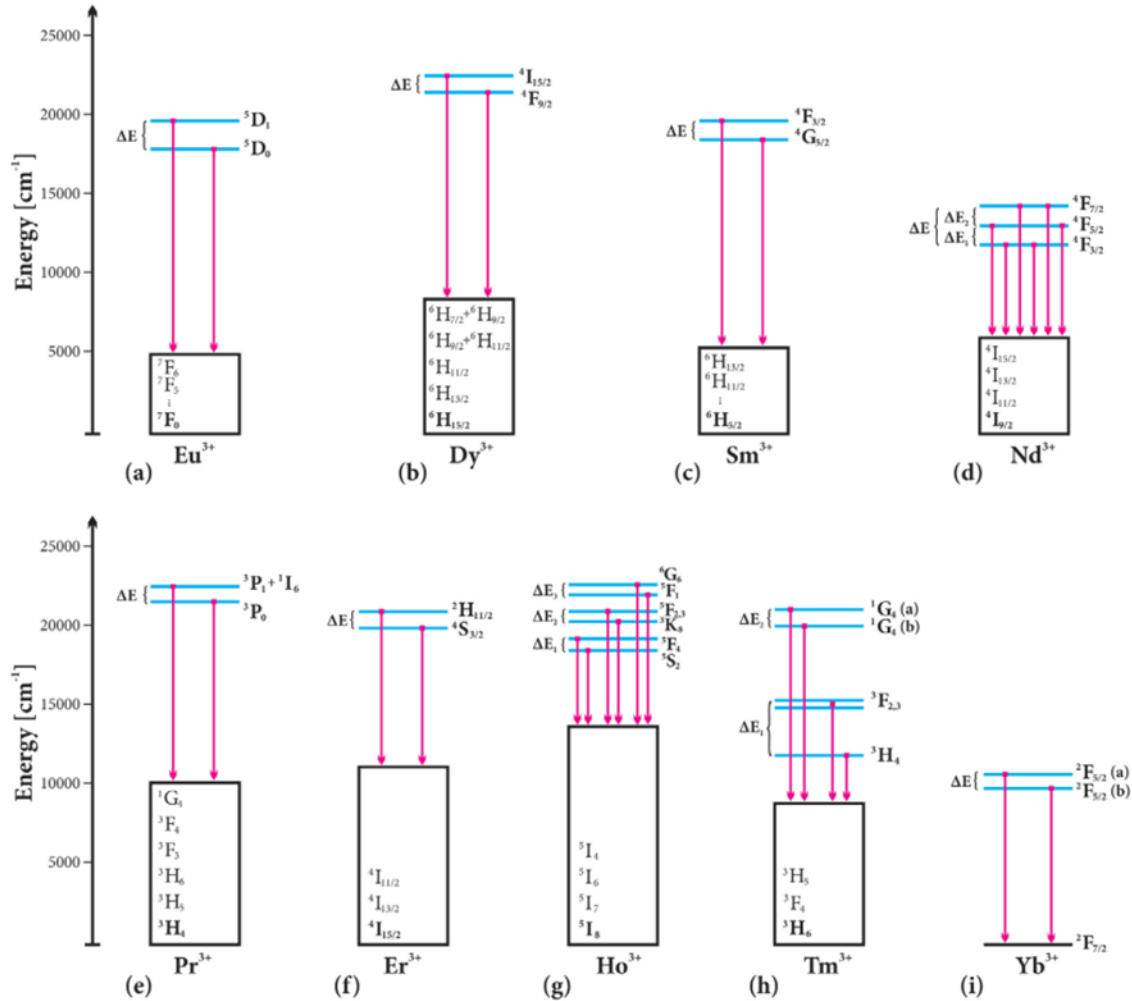 Energy [cm⁻¹]
25000
20000
15000
10000
5000
ΔE {
⁵D₁
⁵D₀
⁷F₆
⁷F₅
⁝
⁷F₀
(a) Eu³⁺
ΔE {
⁴I₁₅/₂
⁴F₉/₂
⁶H₇/₂+⁶H₉/₂
⁶H₉/₂+⁶H₁₁/₂
⁶H₁₁/₂
⁶H₁₃/₂
⁶H₁₅/₂
(b) Dy³⁺
ΔE {
⁴F₃/₂
⁴G₅/₂
⁶H₁₃/₂
⁶H₁₁/₂
⁝
⁶H₅/₂
(c) Sm³⁺
ΔE { ΔE₂ {
ΔE₁ {
⁴F₇/₂
⁴F₅/₂
⁴F₃/₂
⁴I₁₅/₂
⁴I₁₃/₂
⁴I₁₁/₂
⁴I₉/₂
(d) Nd³⁺
Energy [cm⁻¹]
25000
20000
15000
10000
5000
ΔE {
³P₁+¹I₆
³P₀
¹G₄
³F₄
³F₃
³H₆
³H₅
³H₄
(e) Pr³⁺
ΔE {
²H₁₁/₂
⁴S₃/₂
⁴I₁₁/₂
⁴I₁₃/₂
⁴I₁₅/₂
(f) Er³⁺
ΔE₃ {
ΔE₂ {
ΔE₁ {
⁶G₆
⁵F₁
⁵F₂,₃
³K₈
⁵F₄
⁵S₂
⁵I₄
⁵I₆
⁵I₇
⁵I₈
(g) Ho³⁺
ΔE₂ {
ΔE₁ {
¹G₄ (a)
¹G₄ (b)
³F₂,₃
³H₄
³H₅
³F₄
³H₆
(h) Tm³⁺
ΔE {
²F₅/₂ (a)
²F₅/₂ (b)
²F₇/₂
(i) Yb³⁺